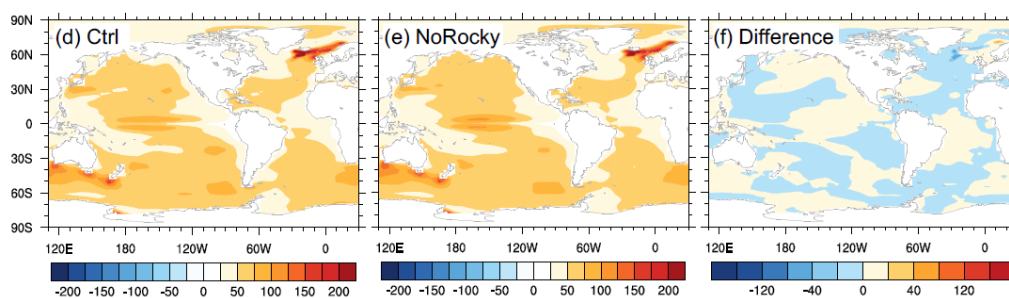 90N
60N
30N
0
30S
60S
90S
(d) Ctrl
(e) NoRocky
(f) Difference
120E 180 120W 60W 0
120E 180 120W 60W 0
120E 180 120W 60W 0
-200 -150 -100 -50 0 50 100 150 200
-200 -150 -100 -50 0 50 100 150 200
-120 -40 0 40 120